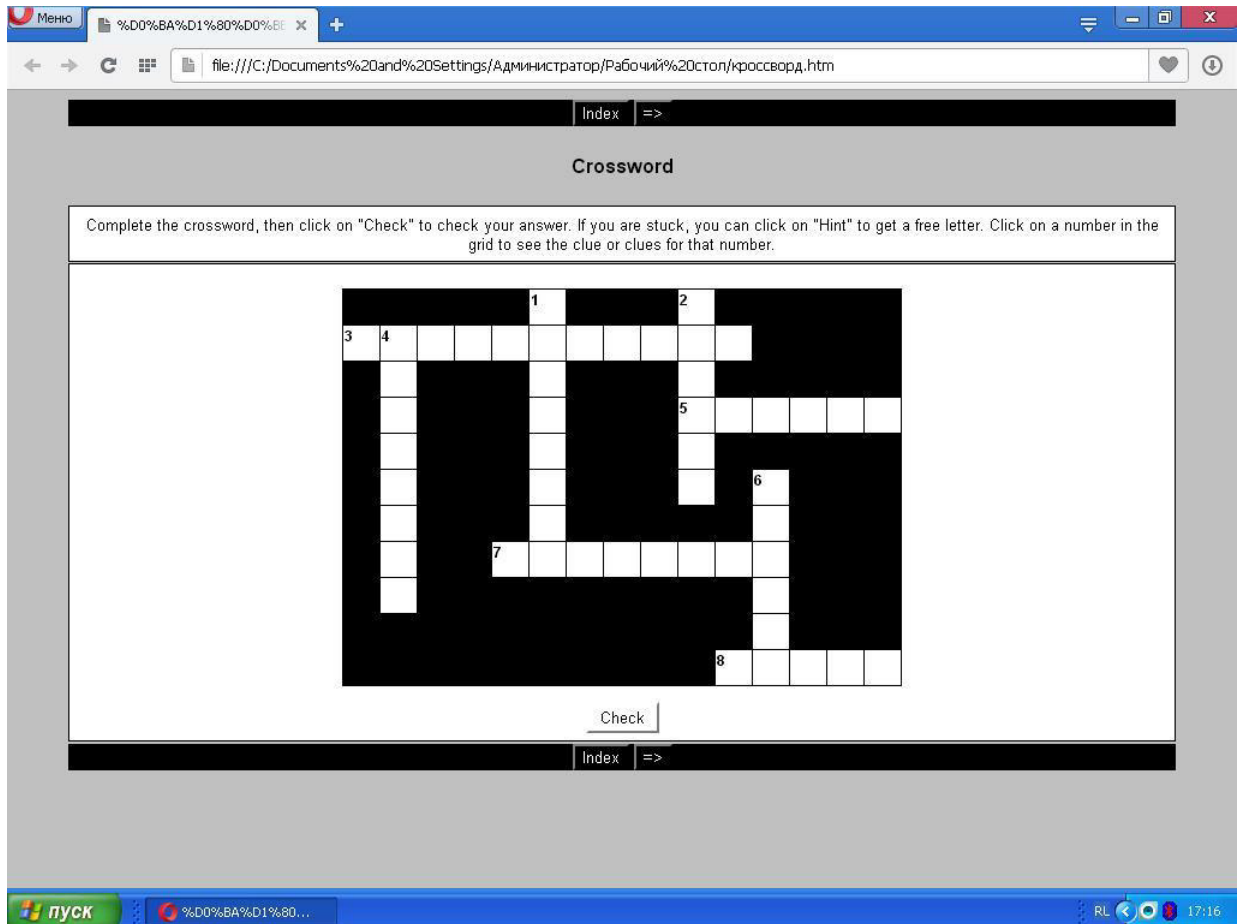 Меню
%D0%BA%D1%80%D0%BE
file:///C:/Documents%20and%20Settings/Администратор/Рабочий%20стол/кроссворд.htm
Index =>
Crossword
Complete the crossword, then click on "Check" to check your answer. If you are stuck, you can click on "Hint" to get a free letter. Click on a number in the
grid to see the clue or clues for that number.
1 2
3 4
5
6
7
8
Check
Index =>
пуск %D0%BA%D1%80... RL 17:16